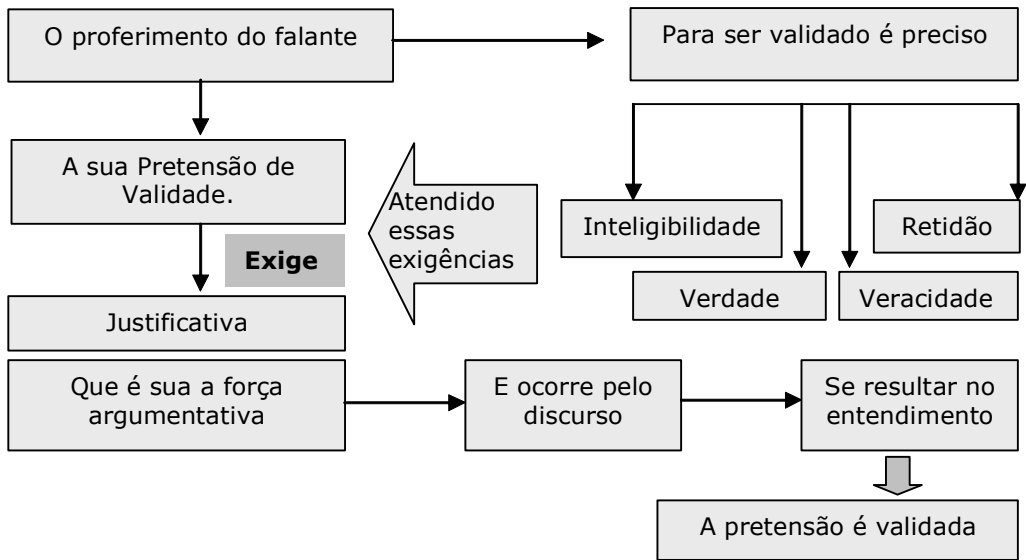 O proferimento do falante
Para ser validado é preciso
A sua Pretensão de
Validade.
Atendido
essas
exigências
Inteligibilidade
Retidão
Exige
Verdade
Veracidade
Justificativa
Que é sua a força
argumentativa
E ocorre pelo
discurso
Se resultar no
entendimento
A pretensão é validada